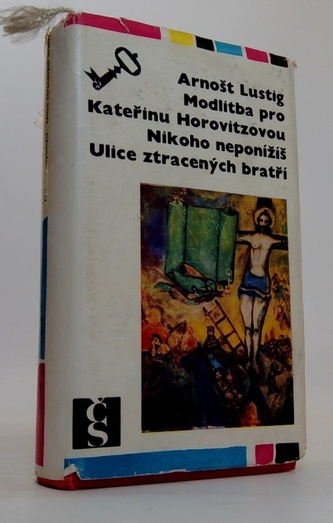 Arnošt Lustig
Modlitba pro
Kateřinu Horovitzovou
Nikoho neponížíš
Ulice ztracených bratří
ČS